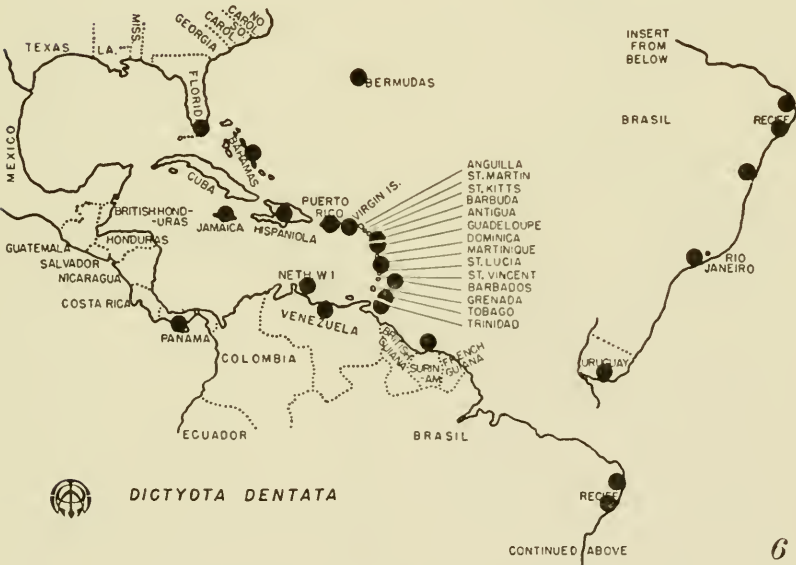 NO
CAROL.
SO.
CAROL.
GEORGIA
MISS.
LA.
TEXAS
FLORID
MEXICO
BERMUDAS
BAHAMAS
CUBA
BRITISH HOND-
-URAS
JAMAICA
HISPANIOLA
PUERTO
RICO
VIRGIN IS.
GUATEMALA
HONDURAS
SALVADOR
NICARAGUA
COSTA RICA
PANAMA
NETH. W I
VENEZUELA
COLOMBIA
ECUADOR
BRITISH
GUIANA
SURIN-
AM
FRENCH
GUIANA
BRASIL
ANGUILLA
ST. MARTIN
ST. KITTS
BARBUDA
ANTIGUA
GUADELOUPE
DOMINICA
MARTINIQUE
ST. LUCIA
ST. VINCENT
BARBADOS
GRENADA
TOBAGO
TRINIDAD
INSERT
FROM
BELOW
BRASIL
RECIFE
RIO
JANEIRO
URUGUAY
DICTYOTA DENTATA
RECIFE
CONTINUED ABOVE
6